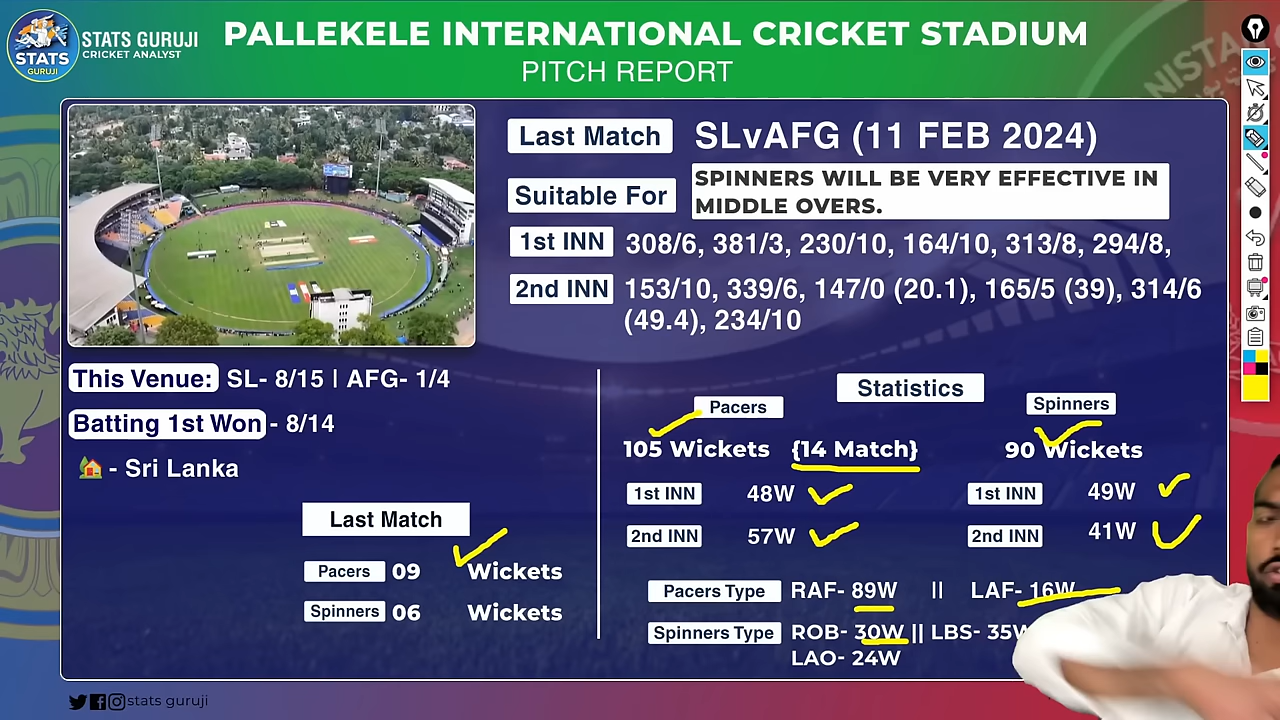 STATS
GURUJI
STATS GURUJI
CRICKET ANALYST
PALLEKELE INTERNATIONAL CRICKET STADIUM
PITCH REPORT
NISTAN
Last Match SLvAFG (11 FEB 2024)
Suitable For SPINNERS WILL BE VERY EFFECTIVE IN
MIDDLE OVERS.
1st INN 308/6, 381/3, 230/10, 164/10, 313/8, 294/8,
2nd INN 153/10, 339/6, 147/0 (20.1), 165/5 (39), 314/6
(49.4), 234/10
This Venue: SL- 8/15 | AFG- 1/4
Batting 1st Won - 8/14
- Sri Lanka
Last Match
Pacers 09 Wickets
Spinners 06 Wickets
Statistics
Pacers Spinners
105 Wickets {14 Match} 90 Wickets
1st INN 48W 1st INN 49W
2nd INN 57W 2nd INN 41W
Pacers Type RAF- 89W || LAF- 16W
Spinners Type ROB- 30W || LBS- 35W
LAO- 24W
stats guruji